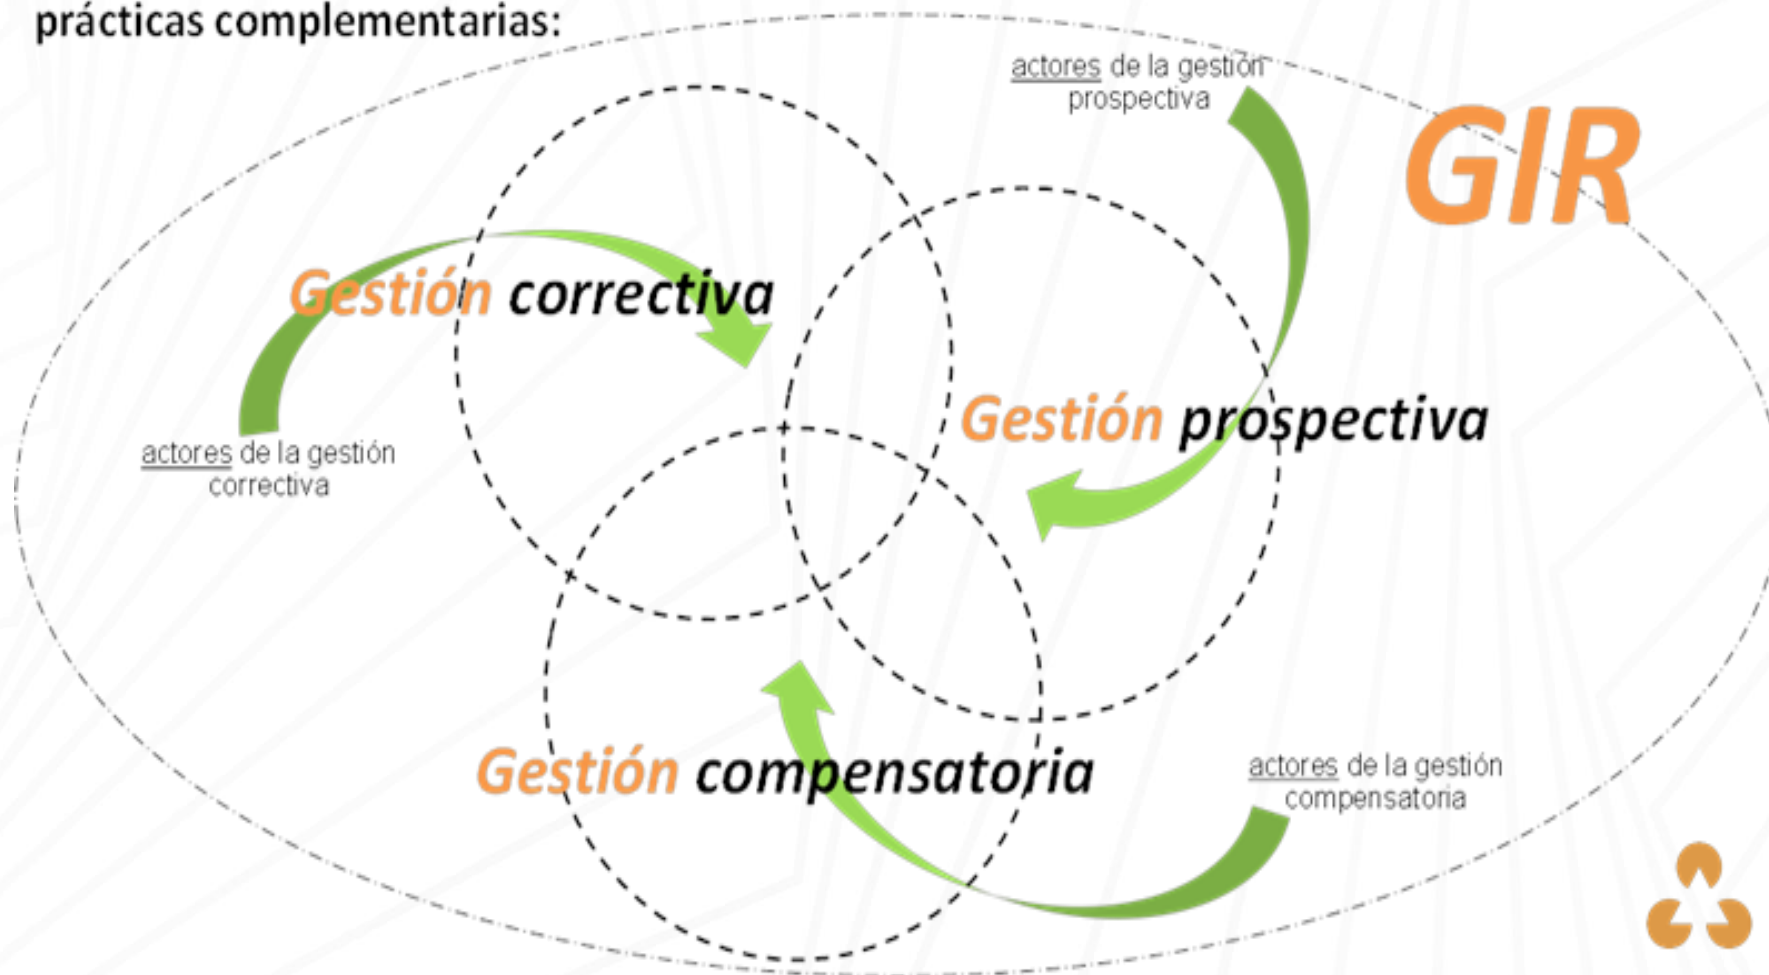 prácticas complementarias:
actores de la gestión
prospectiva
GIR
Gestión correctiva
Gestión prospectiva
actores de la gestión
correctiva
Gestión compensatoria
actores de la gestión
compensatoria